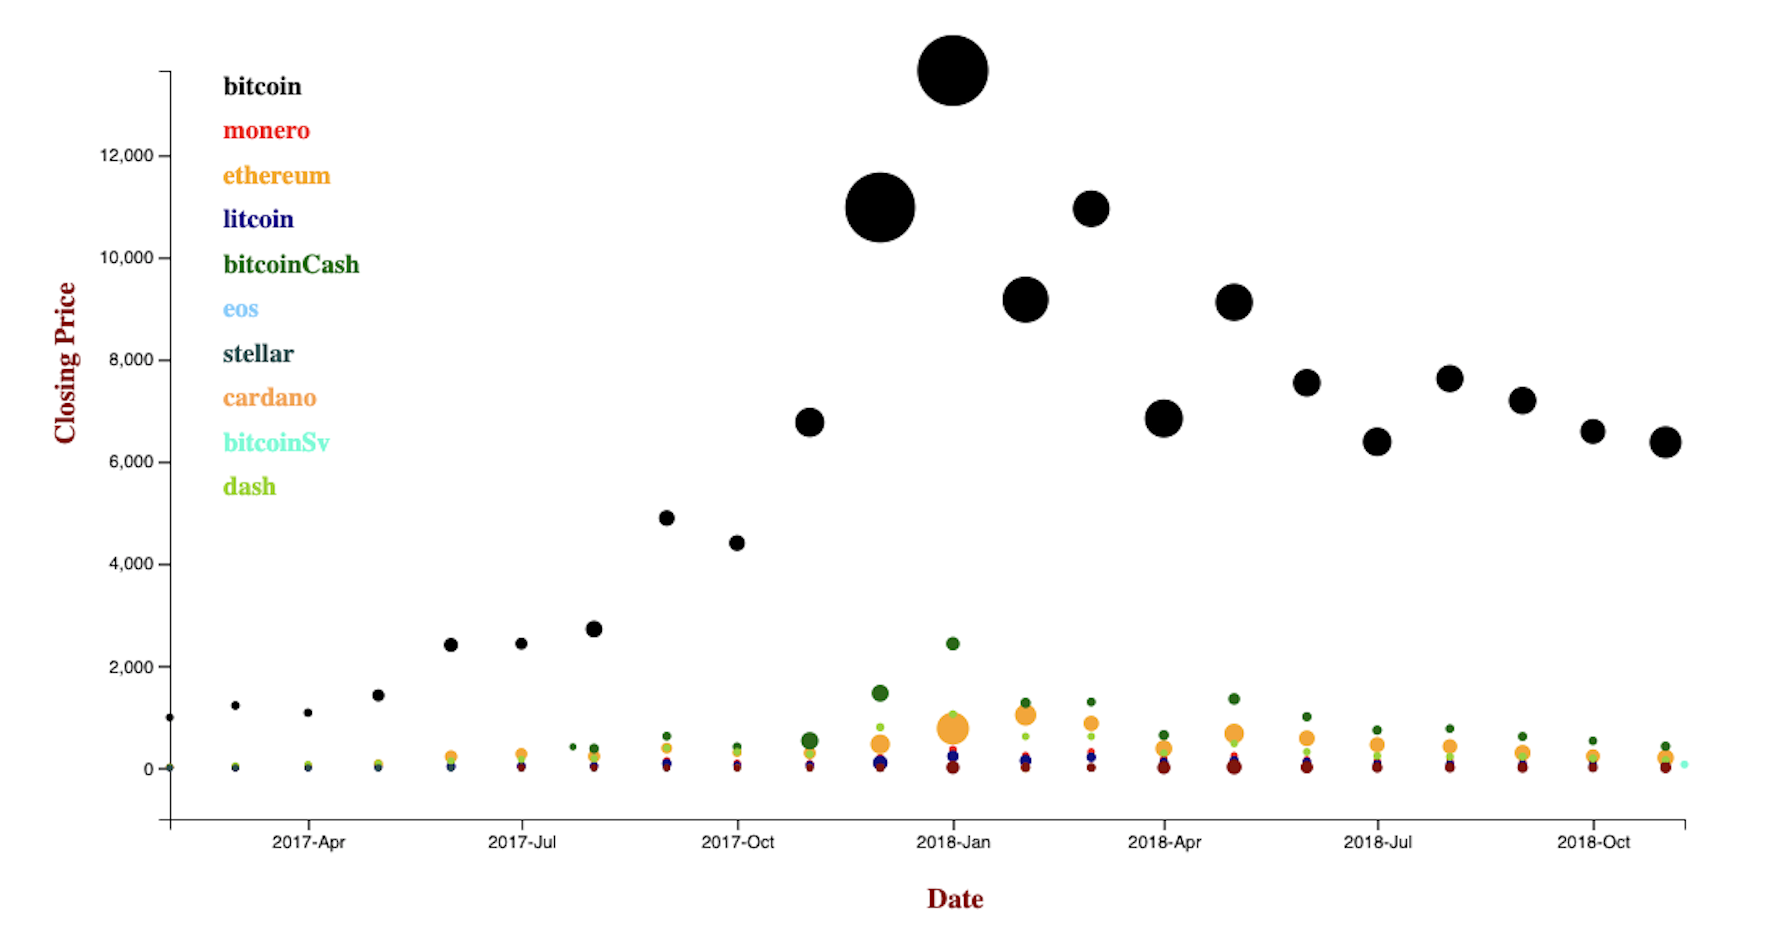 bitcoin
monero
ethereum
litcoin
bitcoinCash
eos
stellar
cardano
bitcoinSv
dash
Closing Price
12,000
10,000
8,000
6,000
4,000
2,000
0
2017-Apr 2017-Jul 2017-Oct 2018-Jan 2018-Apr 2018-Jul 2018-Oct
Date